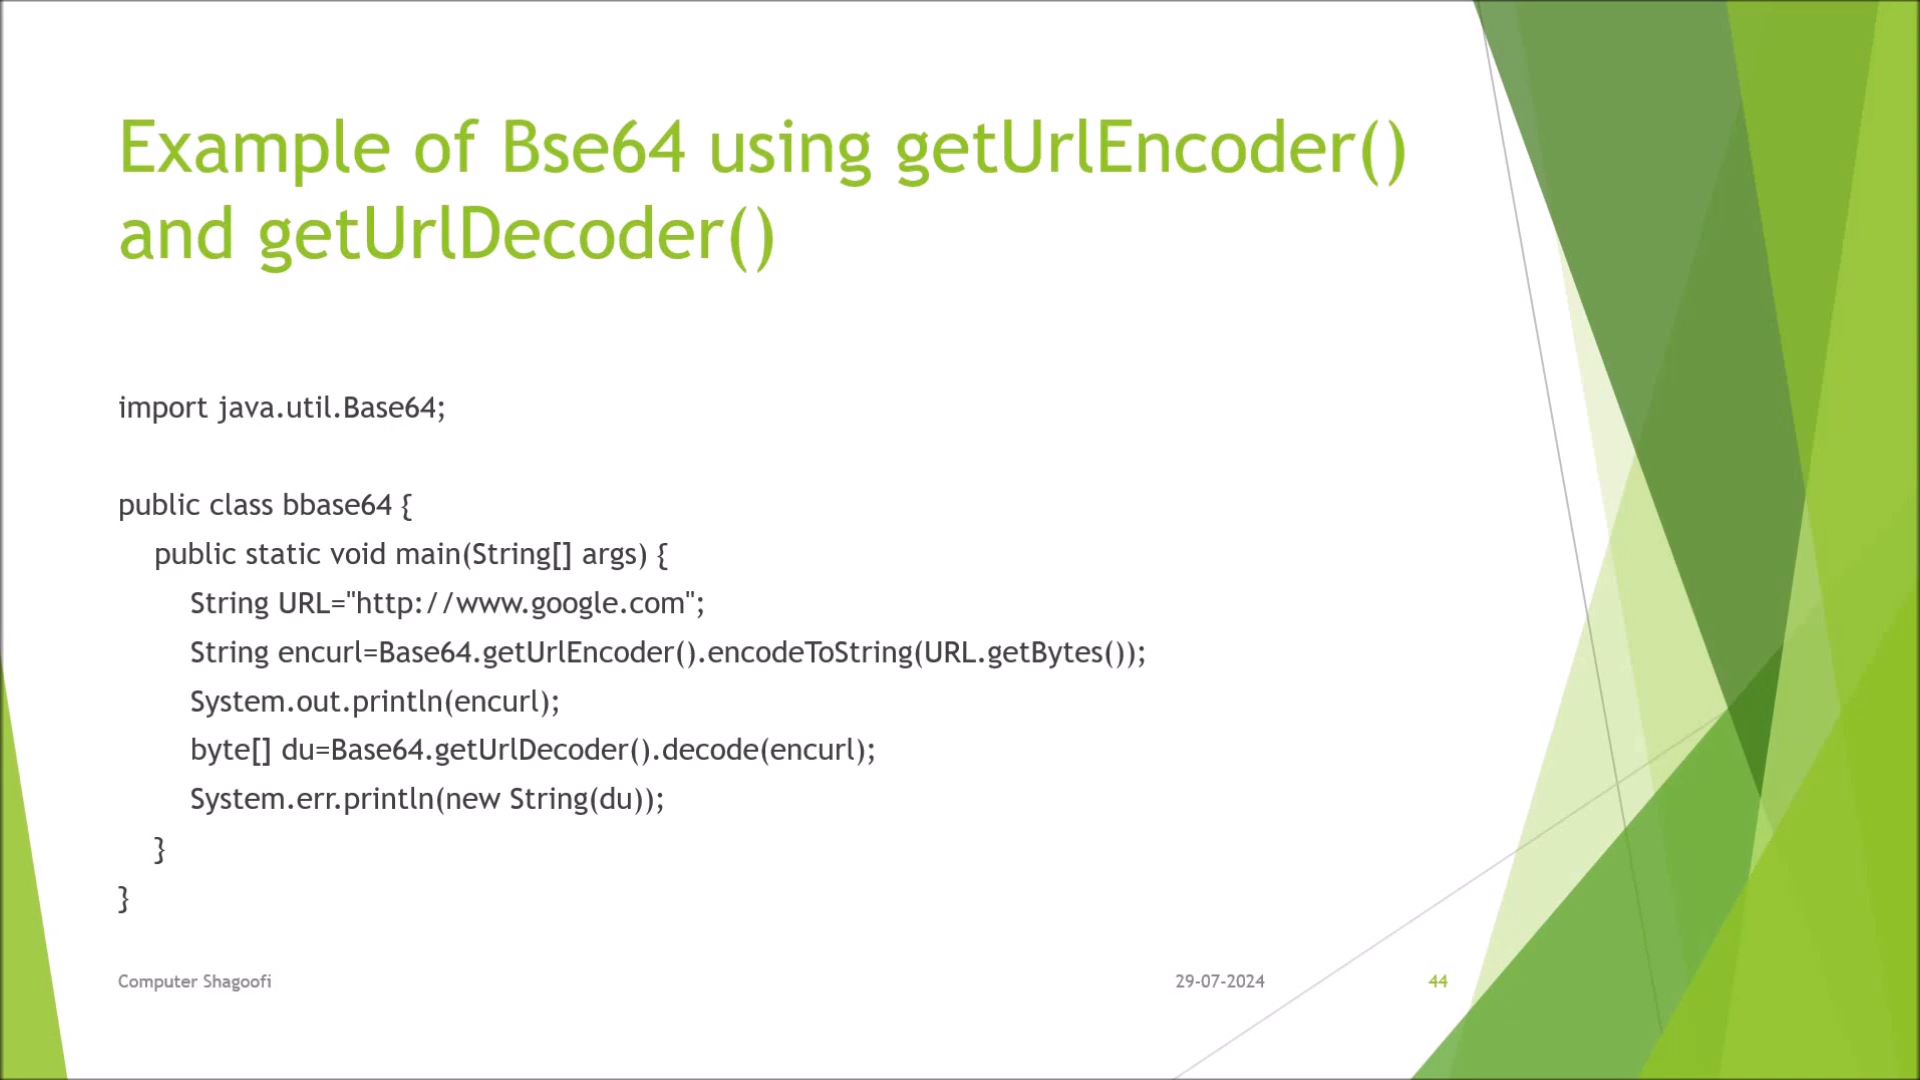 Example of Bse64 using getUrlEncoder()
and getUrlDecoder()
import java.util.Base64;
public class bbase64 {
public static void main(String[] args) {
String URL="http://www.google.com";
String encurl=Base64.getUrlEncoder().encodeToString(URL.getBytes());
System.out.println(encurl);
byte[] du=Base64.getUrlDecoder().decode(encurl);
System.err.println(new String(du));
}
}
Computer Shagoofi
29-07-2024
44